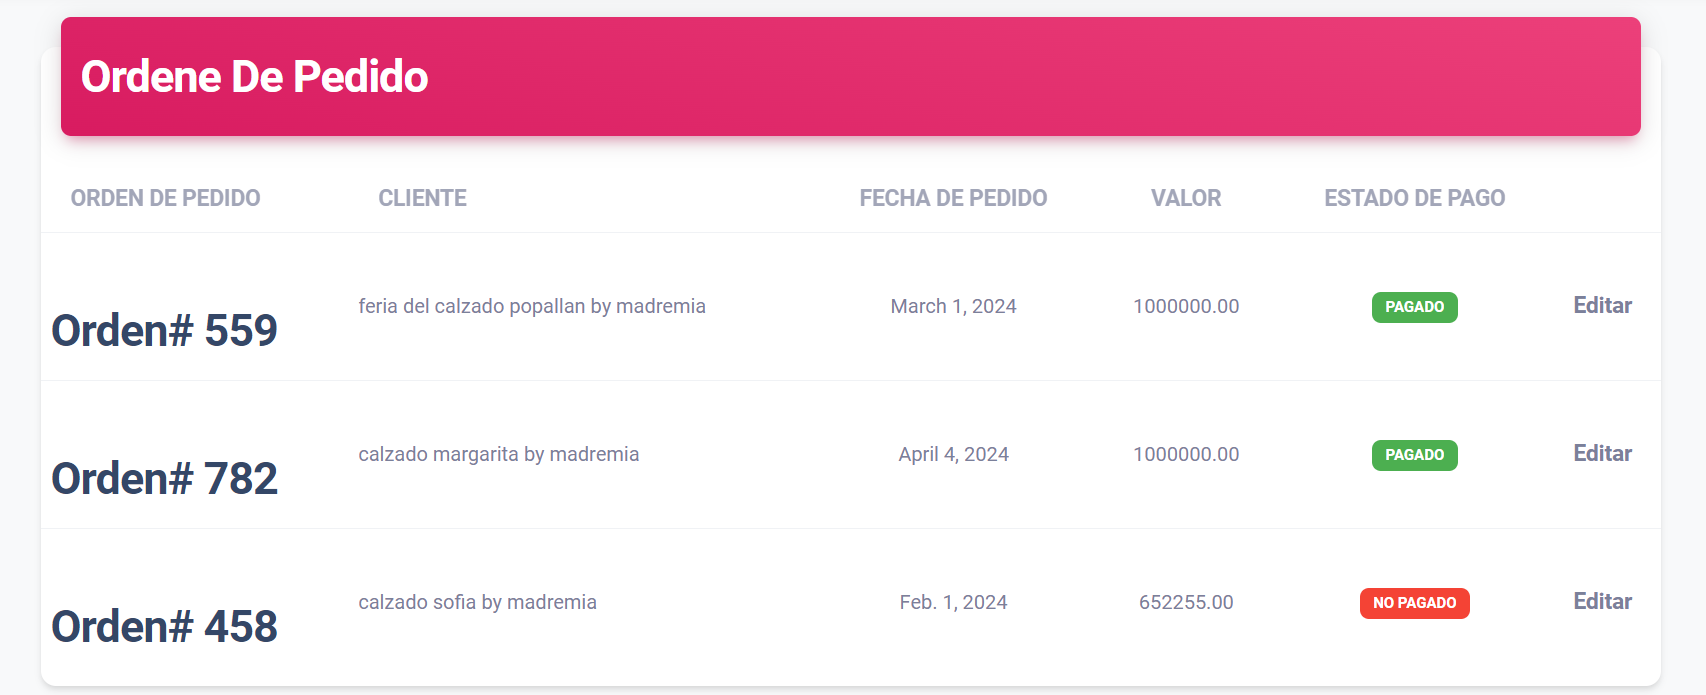 Ordene De Pedido
ORDEN DE PEDIDO CLIENTE FECHA DE PEDIDO VALOR ESTADO DE PAGO
Orden# 559 feria del calzado popallan by madremia March 1, 2024 1000000.00 PAGADO Editar
Orden# 782 calzado margarita by madremia April 4, 2024 1000000.00 PAGADO Editar
Orden# 458 calzado sofia by madremia Feb. 1, 2024 652255.00 NO PAGADO Editar